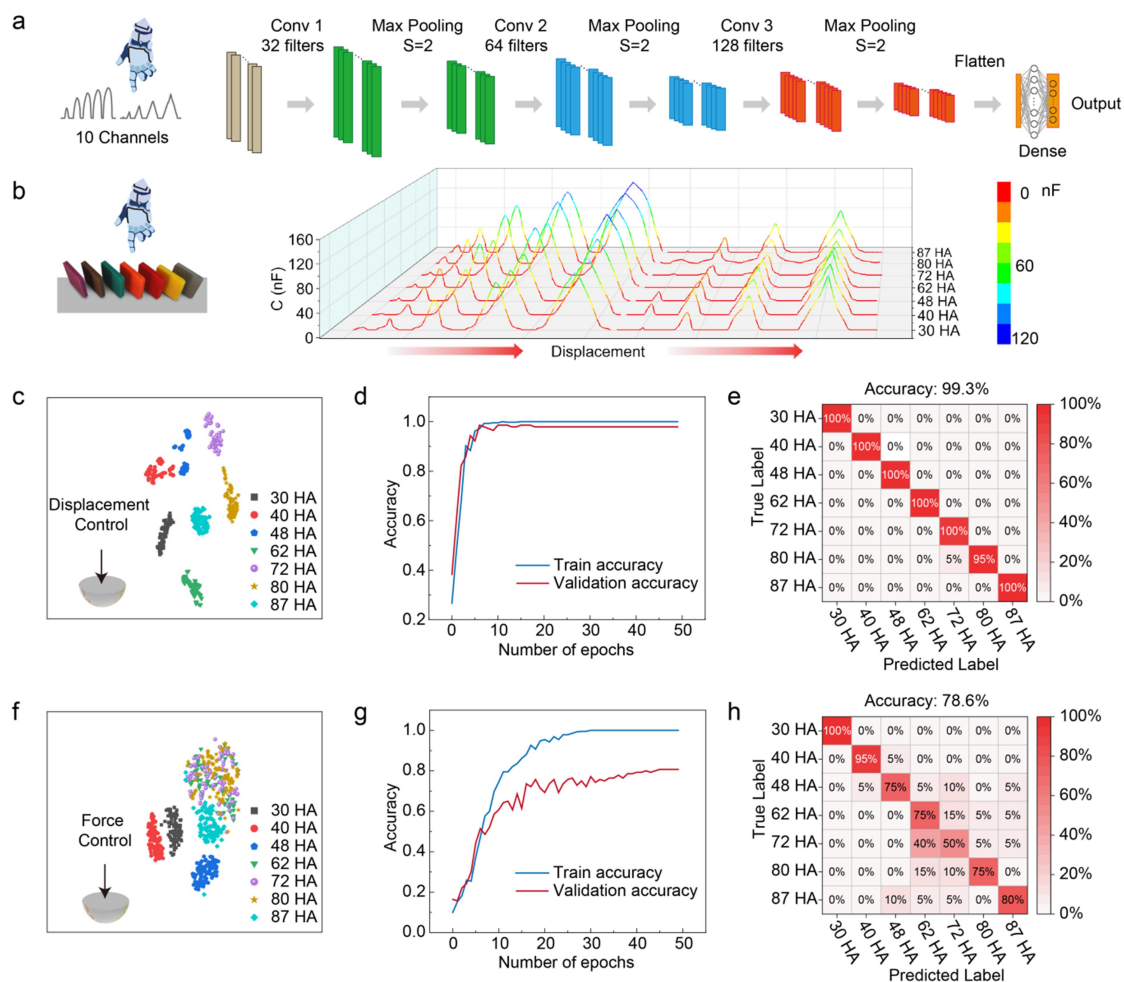 a
Conv 1
32 filters
Max Pooling
S=2
Conv 2
64 filters
Max Pooling
S=2
Conv 3
128 filters
Max Pooling
S=2
Flatten
Output
Dense
10 Channels
b
160
120
80
40
0
C (nF)
87 HA
80 HA
72 HA
62 HA
48 HA
40 HA
30 HA
Displacement
0 nF
60
120
c
Displacement
Control
30 HA
40 HA
48 HA
62 HA
72 HA
80 HA
87 HA
d
1.0
0.8
0.6
0.4
0.2
Accuracy
Train accuracy
Validation accuracy
0 10 20 30 40 50
Number of epochs
e
Accuracy: 99.3%
True Label
30 HA 100% 0% 0% 0% 0% 0% 0%
40 HA 0% 100% 0% 0% 0% 0% 0%
48 HA 0% 0% 100% 0% 0% 0% 0%
62 HA 0% 0% 0% 100% 0% 0% 0%
72 HA 0% 0% 0% 0% 100% 0% 0%
80 HA 0% 0% 0% 0% 5% 95% 0%
87 HA 0% 0% 0% 0% 0% 0% 100%
30 HA 40 HA 48 HA 62 HA 72 HA 80 HA 87 HA
Predicted Label
100%
80%
60%
40%
20%
0%
f
Force
Control
30 HA
40 HA
48 HA
62 HA
72 HA
80 HA
87 HA
g
1.0
0.8
0.6
0.4
0.2
0.0
Accuracy
Train accuracy
Validation accuracy
0 10 20 30 40 50
Number of epochs
h
Accuracy: 78.6%
True Label
30 HA 100% 0% 0% 0% 0% 0% 0%
40 HA 0% 95% 5% 0% 0% 0% 0%
48 HA 0% 5% 75% 5% 10% 0% 5%
62 HA 0% 0% 0% 75% 15% 5% 5%
72 HA 0% 0% 0% 40% 50% 5% 5%
80 HA 0% 0% 0% 15% 10% 75% 0%
87 HA 0% 0% 10% 5% 5% 0% 80%
30 HA 40 HA 48 HA 62 HA 72 HA 80 HA 87 HA
Predicted Label
100%
80%
60%
40%
20%
0%